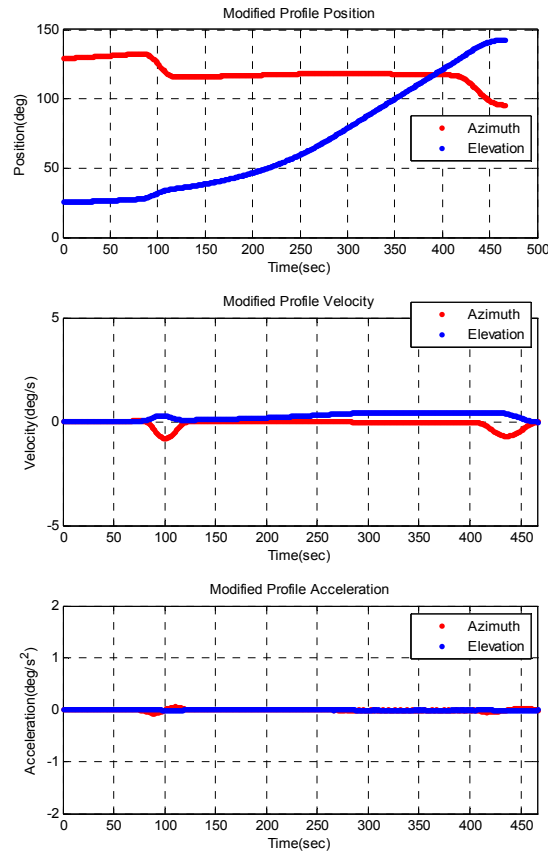 Modified Profile Position
150
100
50
0
Position(deg)
Azimuth
Elevation
0 50 100 150 200 250 300 350 400 450 500
Time(sec)
Modified Profile Velocity
5
0
-5
Velocity(deg/s)
Azimuth
Elevation
0 50 100 150 200 250 300 350 400 450
Time(sec)
Modified Profile Acceleration
2
1
0
-1
-2
Acceleration(deg/s²)
Azimuth
Elevation
0 50 100 150 200 250 300 350 400 450
Time(sec)